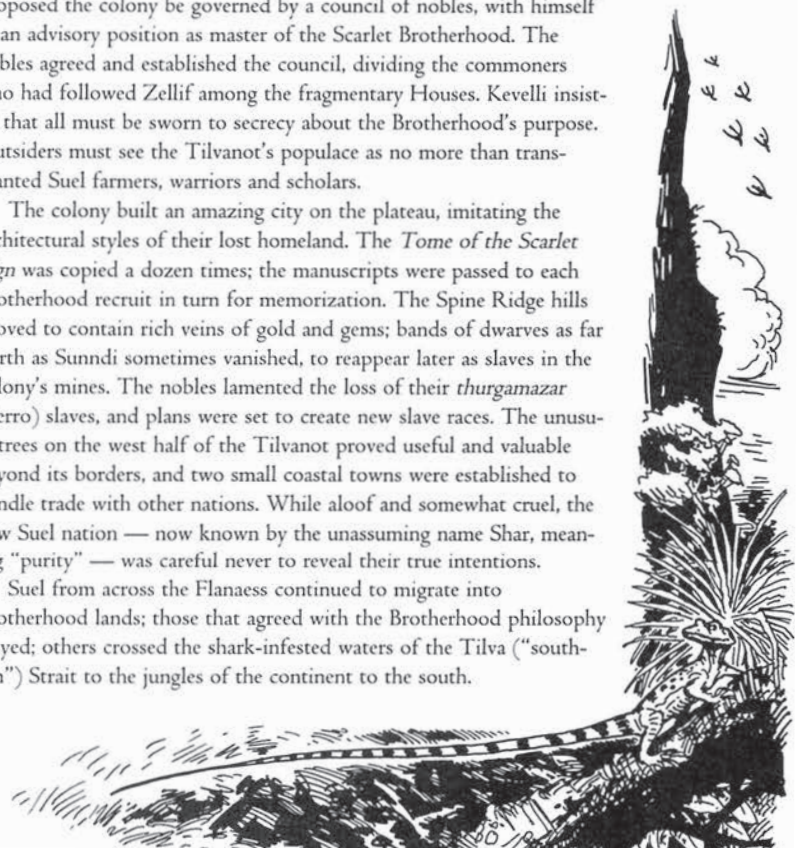 posed the colony be governed by a council of nobles, with himself
an advisory position as master of the Scarlet Brotherhood. The
bles agreed and established the council, dividing the commoners
o had followed Zellif among the fragmentary Houses. Kevelli insist-
that all must be sworn to secrecy about the Brotherhood's purpose.
utsiders must see the Tilvanot's populace as no more than trans-
anted Suel farmers, warriors and scholars.
The colony built an amazing city on the plateau, imitating the
chitectural styles of their lost homeland. The Tome of the Scarlet
gn was copied a dozen times; the manuscripts were passed to each
otherhood recruit in turn for memorization. The Spine Ridge hills
oved to contain rich veins of gold and gems; bands of dwarves as far
rth as Sunndi sometimes vanished, to reappear later as slaves in the
lony's mines. The nobles lamented the loss of their thurgamazar
erro) slaves, and plans were set to create new slave races. The unusu-
trees on the west half of the Tilvanot proved useful and valuable
yond its borders, and two small coastal towns were established to
ndle trade with other nations. While aloof and somewhat cruel, the
w Suel nation — now known by the unassuming name Shar, mean-
g "purity" — was careful never to reveal their true intentions.
Suel from across the Flanaess continued to migrate into
otherhood lands; those that agreed with the Brotherhood philosophy
yed; others crossed the shark-infested waters of the Tilva ("south-
n") Strait to the jungles of the continent to the south.